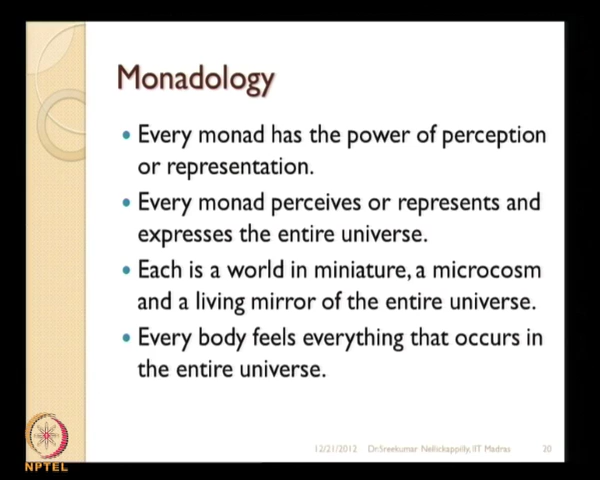 Monadology
• Every monad has the power of perception
or representation.
• Every monad perceives or represents and
expresses the entire universe.
• Each is a world in miniature, a microcosm
and a living mirror of the entire universe.
• Every body feels everything that occurs in
the entire universe.
12/21/2012 Dr.Sreekumar Nellickappilly, IIT Madras 20
NPTEL